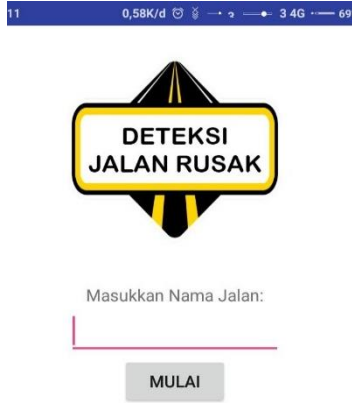 11 0,58K/d 3 4G 69
DETEKSI
JALAN RUSAK
Masukkan Nama Jalan:
MULAI